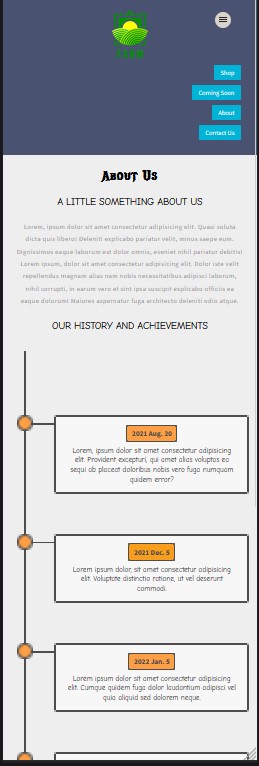 Shop
Coming Soon
About
Contact Us
About Us
A LITTLE SOMETHING ABOUT US
Lorem, ipsum dolor sit amet consectetur adipisicing elit. Quasi soluta
dicta quis libero! Deleniti explicabo pariatur velit, minus saepe eum.
Dignissimos eaque laborum est dolor omnis, eveniet nihil pariatur debitis!
Lorem ipsum, dolor sit amet consectetur adipisicing elit. Dolor iste velit
repellendus magnam alias nam nobis necessitatibus adipisci laborum,
nihil corrupti, in earum vero et sint ipsa suscipit explicabo officiis ea
eaque dolorum! Maiores aspernatur fuga architecto deleniti odio atque.
OUR HISTORY AND ACHIEVEMENTS
2021 Aug. 20
Lorem, ipsum dolor sit amet consectetur adipisicing
elit. Provident excepturi, qui omnis alias voluptas ea
sequi ab placeat doloribus nobis vero fuga numquam
quidem error?
2021 Dec. 5
Lorem ipsum dolor sit amet consectetur adipisicing
elit. Voluptate distinctio ratione, ut vel deserunt
commodi.
2022 Jan. 5
Lorem ipsum dolor sit amet consectetur adipisicing
elit. Cumque quidem fuga dolor laudantium adipisci vel
quia aliquid sed dolorem neque.